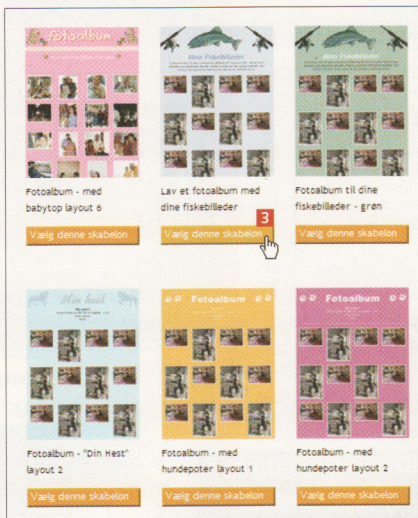 Fotoalbum
Mine Fiskebilleder
Mine Fiskebilleder
Fotoalbum - med
babytop layout 6
Lav et fotoalbum med
dine fiskebilleder
Fotoalbum til dine
fiskebilleder - grøn
Vælg denne skabelon
3
Vælg denne skabelon
Vælg denne skabelon
Min hest
Fotoalbum
Fotoalbum
Fotoalbum - "Din Hest"
layout 2
Fotoalbum - med
hundepoter layout 1
Fotoalbum - med
hundepoter layout 2
Vælg denne skabelon
Vælg denne skabelon
Vælg denne skabelon